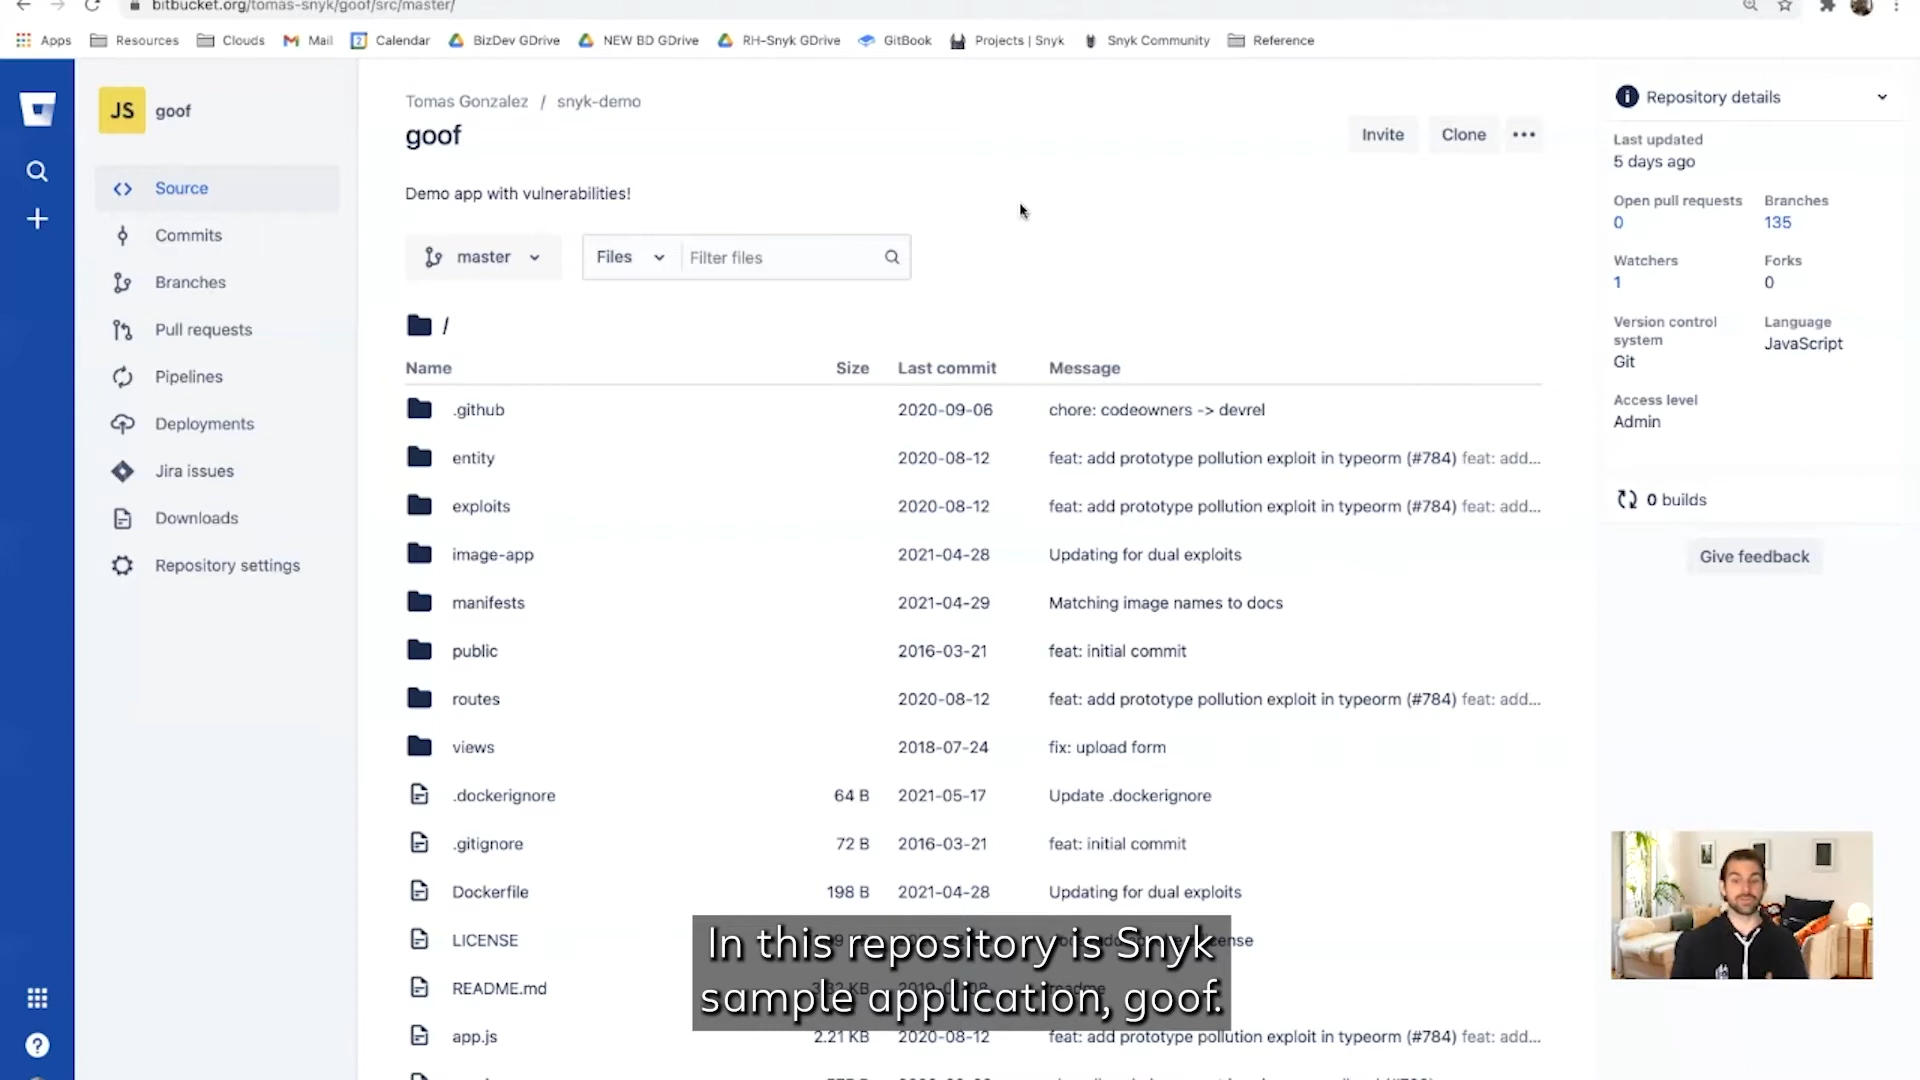 bitbucket.org/tomas-snyk/goof/src/master/
Apps Resources Clouds Mail Calendar BizDev GDrive NEW BD GDrive RH-Snyk GDrive GitBook Projects | Snyk Snyk Community Reference
JS goof
Source
Commits
Branches
Pull requests
Pipelines
Deployments
Jira issues
Downloads
Repository settings
Tomas Gonzalez / snyk-demo
goof
Invite Clone
Demo app with vulnerabilities!
master Files Filter files
/
Name Size Last commit Message
.github 2020-09-06 chore: codeowners -> devrel
entity 2020-08-12 feat: add prototype pollution exploit in typeorm (#784) feat: add...
exploits 2020-08-12 feat: add prototype pollution exploit in typeorm (#784) feat: add...
image-app 2021-04-28 Updating for dual exploits
manifests 2021-04-29 Matching image names to docs
public 2016-03-21 feat: initial commit
routes 2020-08-12 feat: add prototype pollution exploit in typeorm (#784) feat: add...
views 2018-07-24 fix: upload form
.dockerignore 64 B 2021-05-17 Update .dockerignore
.gitignore 72 B 2016-03-21 feat: initial commit
Dockerfile 198 B 2021-04-28 Updating for dual exploits
LICENSE
README.md
app.js 2.21 KB 2020-08-12 feat: add prototype pollution exploit in typeorm (#784) feat: add...
In this repository is Snyk
sample application, goof.
Repository details
Last updated
5 days ago
Open pull requests Branches
0 135
Watchers Forks
1 0
Version control system Language
Git JavaScript
Access level
Admin
0 builds
Give feedback